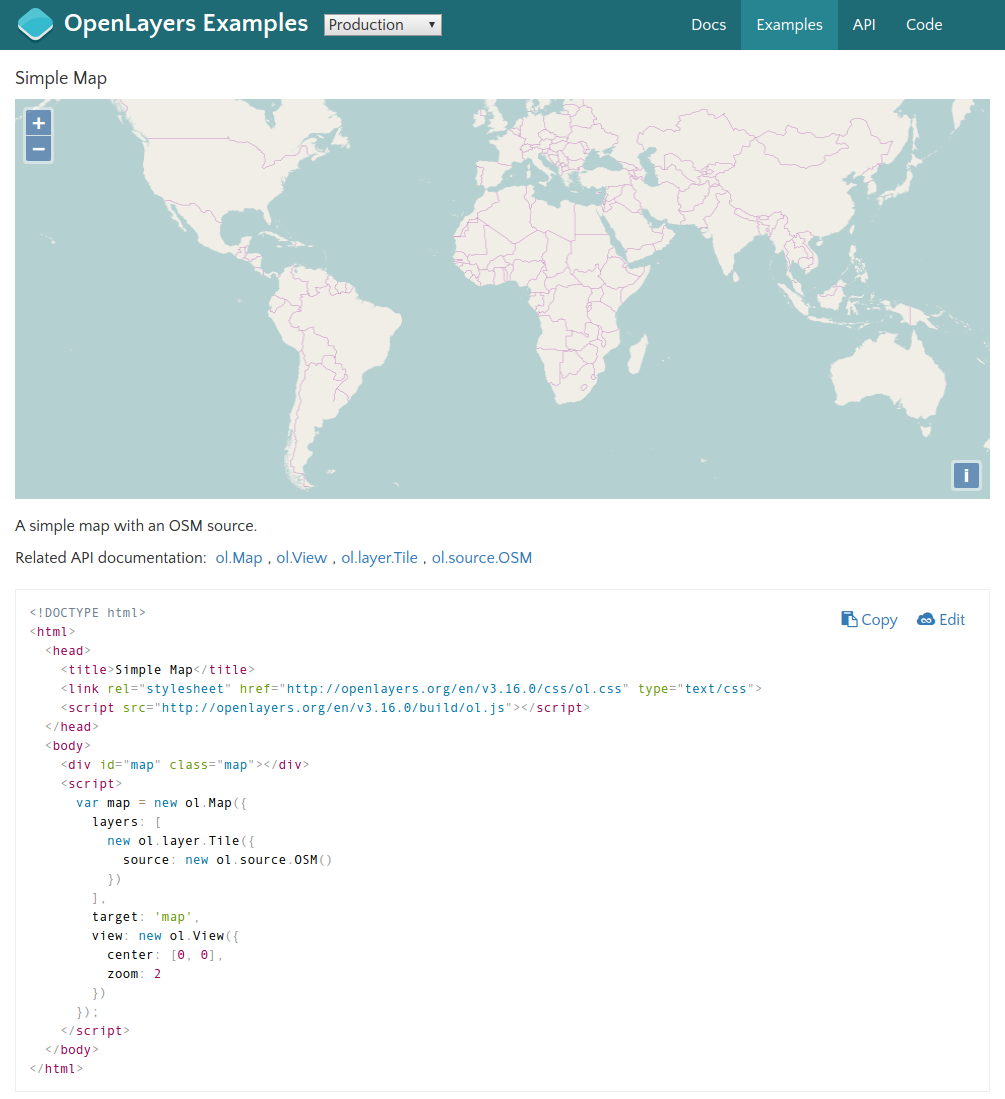 OpenLayers Examples Production Docs Examples API Code
Simple Map
+
−
i
A simple map with an OSM source.
Related API documentation: ol.Map , ol.View , ol.layer.Tile , ol.source.OSM
Copy Edit
<!DOCTYPE html>
<html>
  <head>
    <title>Simple Map</title>
    <link rel="stylesheet" href="http://openlayers.org/en/v3.16.0/css/ol.css" type="text/css">
    <script src="http://openlayers.org/en/v3.16.0/build/ol.js"></script>
  </head>
  <body>
    <div id="map" class="map"></div>
    <script>
      var map = new ol.Map({
        layers: [
          new ol.layer.Tile({
            source: new ol.source.OSM()
          })
        ],
        target: 'map',
        view: new ol.View({
          center: [0, 0],
          zoom: 2
        })
      });
    </script>
  </body>
</html>